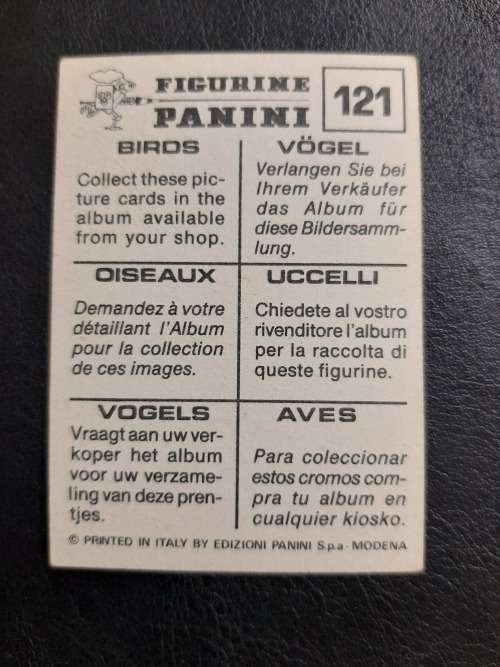 FIGURINE
PANINI
121
BIRDS
Collect these pic-
ture cards in the
album available
from your shop.
VÖGEL
Verlangen Sie bei
Ihrem Verkäufer
das Album für
diese Bildersamm-
lung.
OISEAUX
Demandez à votre
détaillant l'Album
pour la collection
de ces images.
UCCELLI
Chiedete al vostro
rivenditore l'album
per la raccolta di
queste figurine.
VOGELS
Vraagt aan uw ver-
koper het album
voor uw verzame-
ling van deze pren-
tjes.
AVES
Para coleccionar
estos cromos com-
pra tu album en
cualquier kiosko.
© PRINTED IN ITALY BY EDIZIONI PANINI S.p.a - MODENA